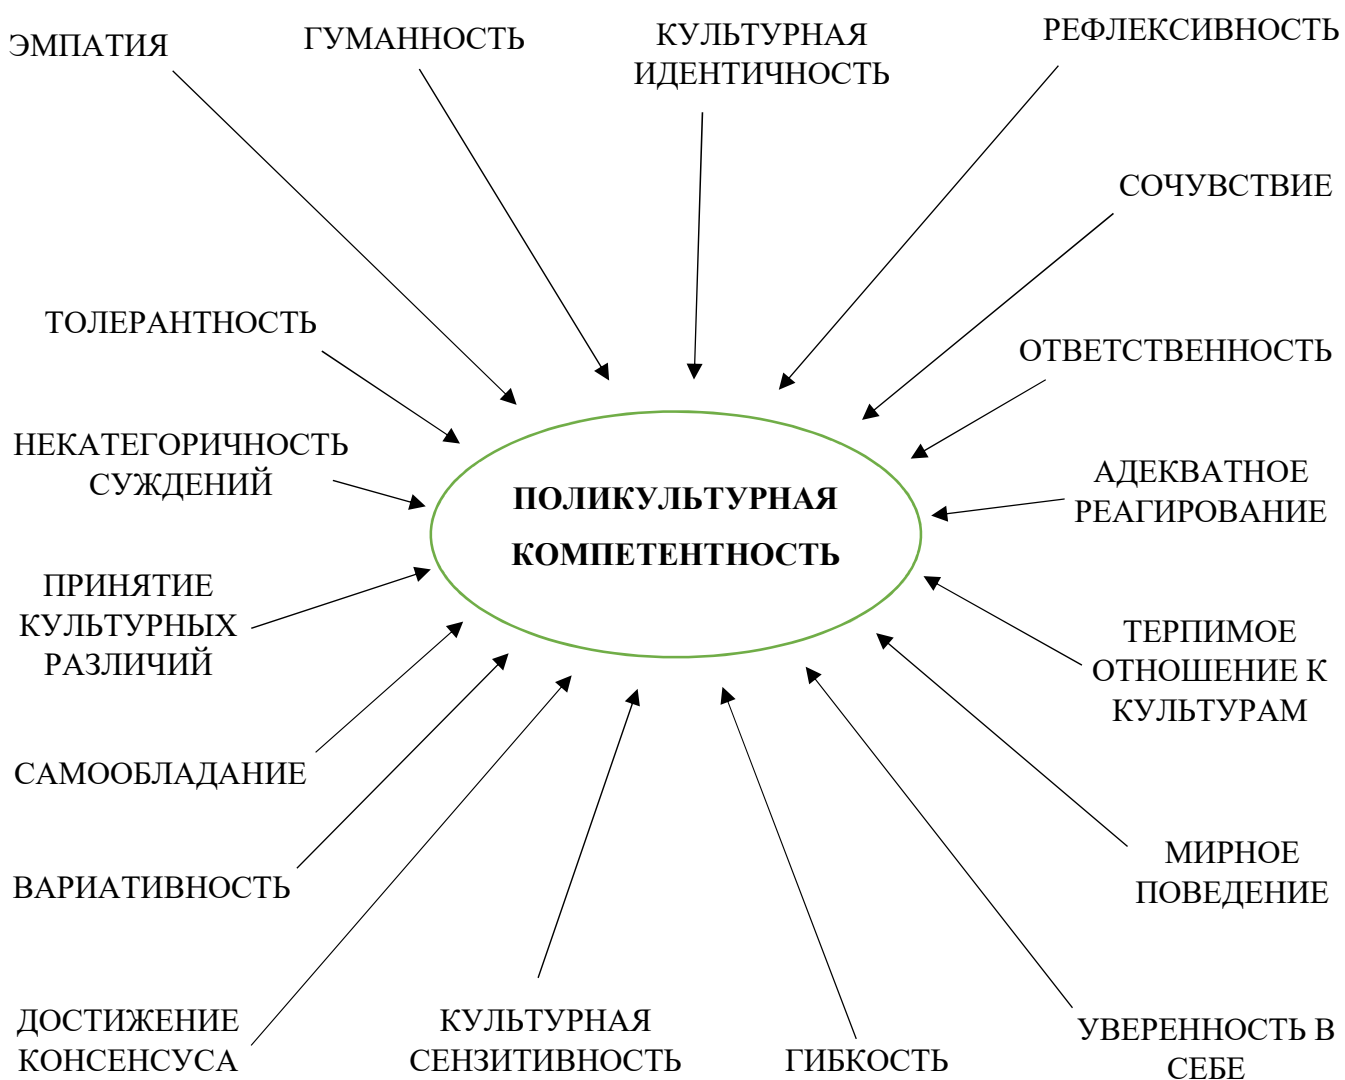 ЭМПАТИЯ
ГУМАННОСТЬ
КУЛЬТУРНАЯ
ИДЕНТИЧНОСТЬ
РЕФЛЕКСИВНОСТЬ
СОЧУВСТВИЕ
ТОЛЕРАНТНОСТЬ
ОТВЕТСТВЕННОСТЬ
НЕКАТЕГОРИЧНОСТЬ
СУЖДЕНИЙ
ПОЛИКУЛЬТУРНАЯ
КОМПЕТЕНТНОСТЬ
АДЕКВАТНОЕ
РЕАГИРОВАНИЕ
ПРИНЯТИЕ
КУЛЬТУРНЫХ
РАЗЛИЧИЙ
ТЕРПИМОЕ
ОТНОШЕНИЕ К
КУЛЬТУРАМ
САМООБЛАДАНИЕ
ВАРИАТИВНОСТЬ
МИРНОЕ
ПОВЕДЕНИЕ
ДОСТИЖЕНИЕ
КОНСЕНСУСА
КУЛЬТУРНАЯ
СЕНЗИТИВНОСТЬ
ГИБКОСТЬ
УВЕРЕННОСТЬ В
СЕБЕ